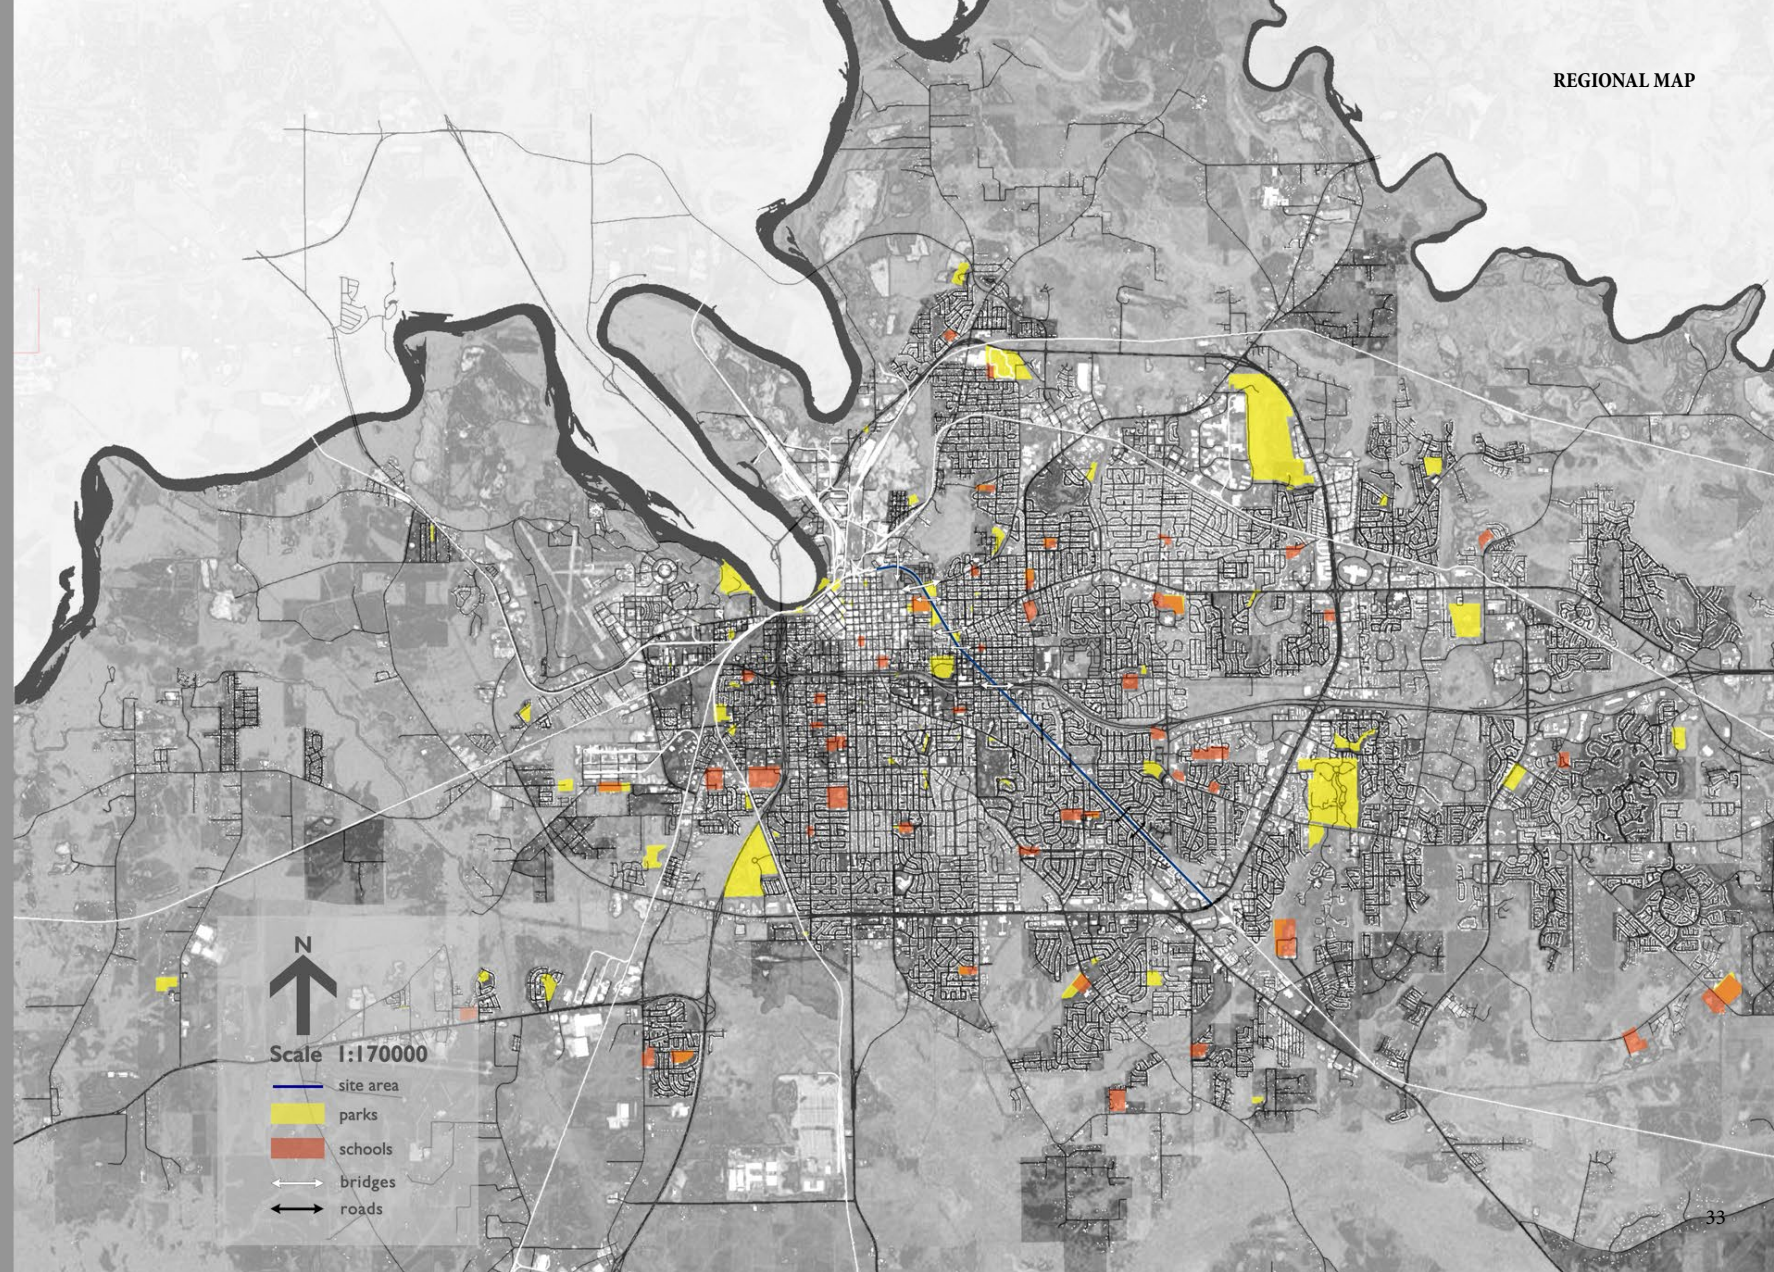 REGIONAL MAP
N
Scale 1:170000
site area
parks
schools
bridges
roads
33